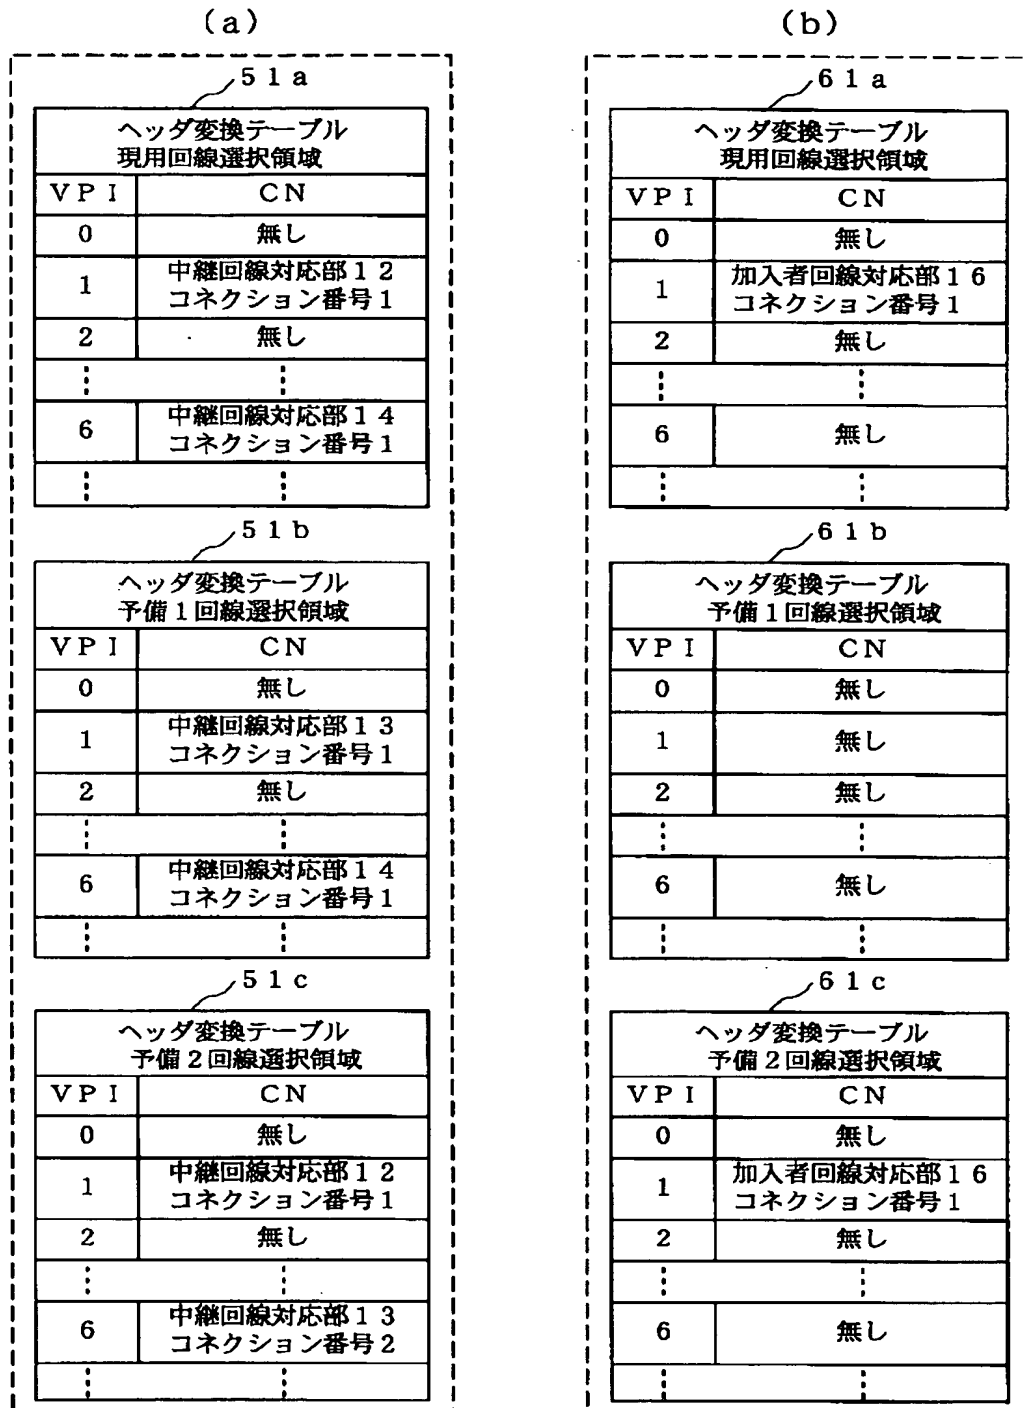 (a)
51a
ヘッダ変換テーブル
現用回線選択領域
VPI CN
0 無し
1 中継回線対応部12
コネクション番号1
2 無し
6 中継回線対応部14
コネクション番号1
51b
ヘッダ変換テーブル
予備1回線選択領域
VPI CN
0 無し
1 中継回線対応部13
コネクション番号1
2 無し
6 中継回線対応部14
コネクション番号1
51c
ヘッダ変換テーブル
予備2回線選択領域
VPI CN
0 無し
1 中継回線対応部12
コネクション番号1
2 無し
6 中継回線対応部13
コネクション番号2
(b)
61a
ヘッダ変換テーブル
現用回線選択領域
VPI CN
0 無し
1 加入者回線対応部16
コネクション番号1
2 無し
6 無し
61b
ヘッダ変換テーブル
予備1回線選択領域
VPI CN
0 無し
1 無し
2 無し
6 無し
61c
ヘッダ変換テーブル
予備2回線選択領域
VPI CN
0 無し
1 加入者回線対応部16
コネクション番号1
2 無し
6 無し